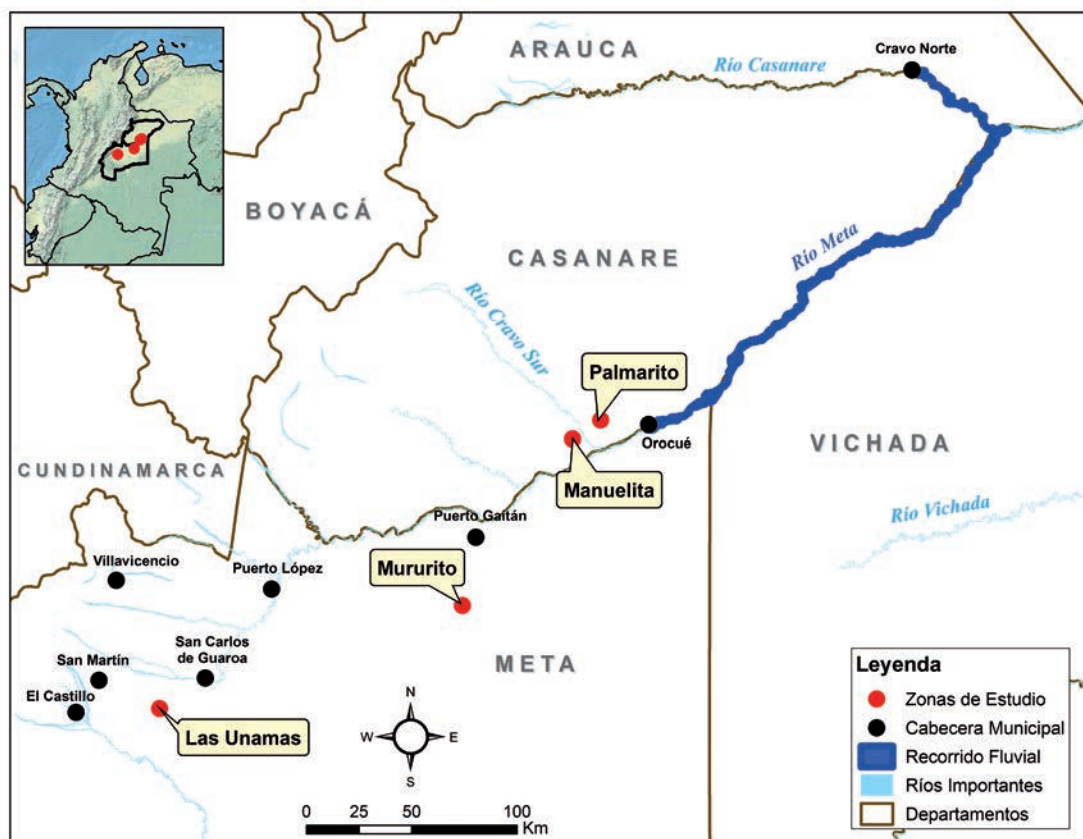 ARAUCA
Cravo Norte
Río Casanare
BOYACÁ
CASANARE
Río Meta
Río Cravo Sur
Palmarito
Orocué
VICHADA
CUNDINAMARCA
Manuelita
Río Vichada
Puerto Gaitán
Villavicencio
Puerto López
Mururito
San Carlos
de Guaroa
San Martín
META
El Castillo
Las Unamas
N
W
E
S
0 25 50 100
Km
Leyenda
Zonas de Estudio
Cabecera Municipal
Recorrido Fluvial
Ríos Importantes
Departamentos